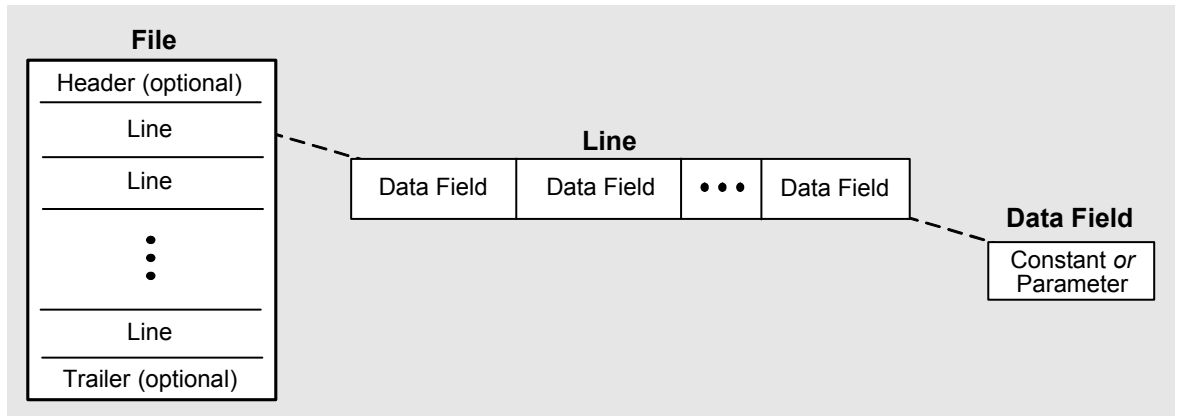 File
Header (optional)
Line
Line
Line
Trailer (optional)
Line
Data Field
Data Field
Data Field
Data Field
Constant or
Parameter